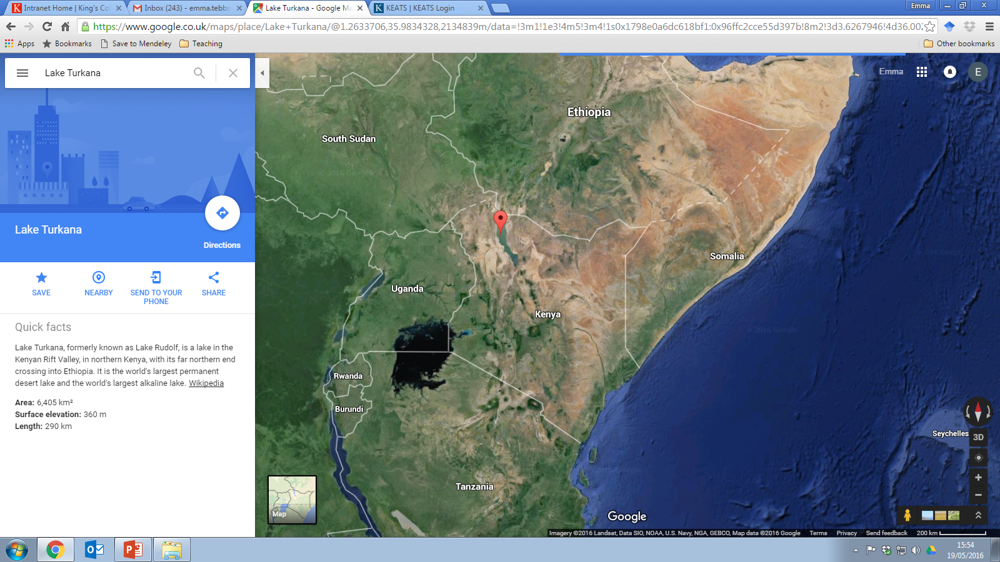 Intranet Home | King's Co
Inbox (243) - emma.tebbs
Lake Turkana - Google Ma
KEATS | KEATS Login
Emma
https://www.google.co.uk/maps/place/Lake+Turkana/@1.2633706,35.9834328,2134839m/data=!3m1!1e3!4m5!3m4!1s0x1798e0a6dc618bf1:0x96ffc2cce55d397b!8m2!3d3.6267946!4d36.00
Apps Bookmarks Save to Mendeley Teaching Other bookmarks
Lake Turkana
Emma
E
Lake Turkana
Directions
SAVE
NEARBY
SEND TO YOUR
PHONE
SHARE
Quick facts
Lake Turkana, formerly known as Lake Rudolf, is a lake in the
Kenyan Rift Valley, in northern Kenya, with its far northern end
crossing into Ethiopia. It is the world's largest permanent
desert lake and the world's largest alkaline lake. Wikipedia
Area: 6,405 km²
Surface elevation: 360 m
Length: 290 km
Ethiopia
South Sudan
Somalia
Uganda
Kenya
Rwanda
Burundi
Seychelles
3D
Tanzania
Map
Google
Imagery ©2016 Landsat, Data SIO, NOAA, U.S. Navy, NGA, GEBCO, Map data ©2016 Google Terms Privacy Send feedback 200 km
15:54
19/05/2016